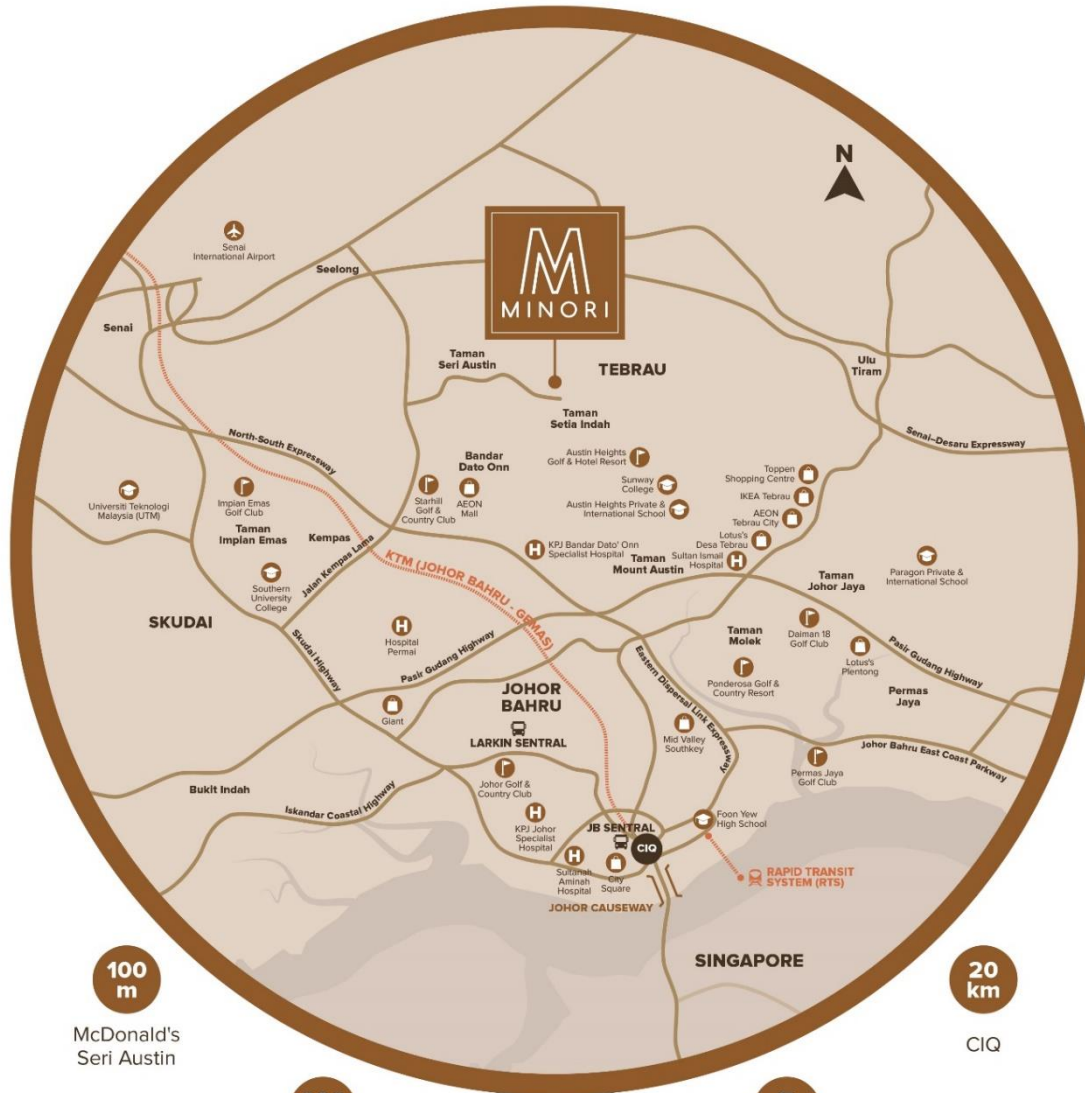 N
M
MINORI
Senai
International Airport
Seelong
Senai
Taman
Seri Austin
TEBRAU
Ulu
Tiram
Taman
Setia Indah
North-South Expressway
Senai–Desaru Expressway
Bandar
Dato Onn
Austin Heights
Golf & Hotel Resort
Toppen
Shopping Centre
Universiti Teknologi
Malaysia (UTM)
Impian Emas
Golf Club
Starhill
Golf &
Country Club
AEON
Mall
Sunway
College
IKEA Tebrau
Austin Heights Private &
International School
AEON
Tebrau City
Taman
Impian Emas
Kempas
Jalan Kempas Lama
KPJ Bandar Dato' Onn
Specialist Hospital
Lotus's
Desa Tebrau
Taman
Mount Austin
Sultan Ismail
Hospital
H
H
Paragon Private &
International School
KTM (JOHOR BAHRU - GEMAS)
Southern
University
College
Taman
Johor Jaya
SKUDAI
H
Hospital
Permai
Daiman 18
Golf Club
Skudai Highway
Pasir Gudang Highway
Taman
Molek
Eastern Dispersal Link Expressway
Ponderosa Golf &
Country Resort
Lotus's
Plentong
Pasir Gudang Highway
Permas
Jaya
JOHOR
BAHRU
Giant
LARKIN SENTRAL
Mid Valley
Southkey
Johor Bahru East Coast Parkway
Johor Golf &
Country Club
Permas Jaya
Golf Club
Bukit Indah
Iskandar Coastal Highway
H
KPJ Johor
Specialist
Hospital
Foon Yew
High School
JB SENTRAL
CIQ
H
Sultanah
Aminah
Hospital
City
Square
RAPID TRANSIT
SYSTEM (RTS)
JOHOR CAUSEWAY
SINGAPORE
100
m
McDonald's
Seri Austin
20
km
CIQ